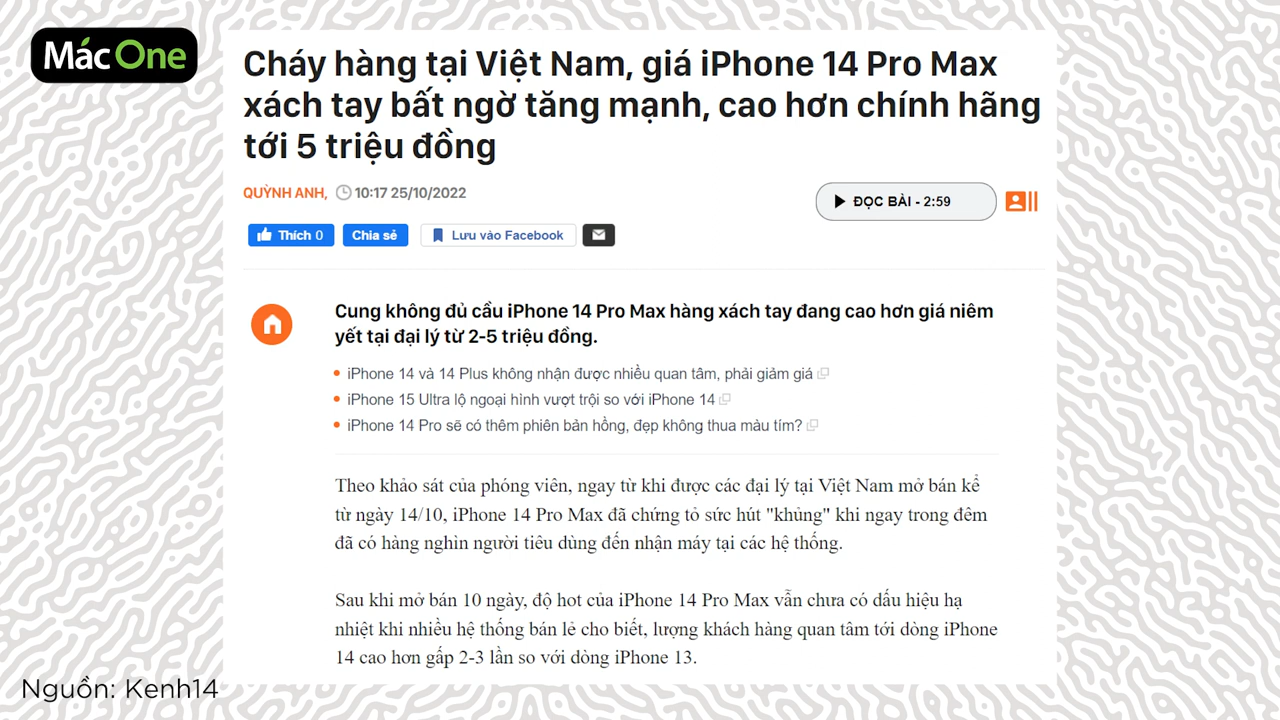 Mác One
Cháy hàng tại Việt Nam, giá iPhone 14 Pro Max
xách tay bất ngờ tăng mạnh, cao hơn chính hãng
tới 5 triệu đồng
QUỲNH ANH, 10:17 25/10/2022
ĐỌC BÀI - 2:59
Thích 0
Chia sẻ
Lưu vào Facebook
Cung không đủ cầu iPhone 14 Pro Max hàng xách tay đang cao hơn giá niêm
yết tại đại lý từ 2-5 triệu đồng.
iPhone 14 và 14 Plus không nhận được nhiều quan tâm, phải giảm giá
iPhone 15 Ultra lộ ngoại hình vượt trội so với iPhone 14
iPhone 14 Pro sẽ có thêm phiên bản hồng, đẹp không thua màu tím?
Theo khảo sát của phóng viên, ngay từ khi được các đại lý tại Việt Nam mở bán kể
từ ngày 14/10, iPhone 14 Pro Max đã chứng tỏ sức hút "khủng" khi ngay trong đêm
đã có hàng nghìn người tiêu dùng đến nhận máy tại các hệ thống.
Sau khi mở bán 10 ngày, độ hot của iPhone 14 Pro Max vẫn chưa có dấu hiệu hạ
nhiệt khi nhiều hệ thống bán lẻ cho biết, lượng khách hàng quan tâm tới dòng iPhone
14 cao hơn gấp 2-3 lần so với dòng iPhone 13.
Nguồn: Kenh14